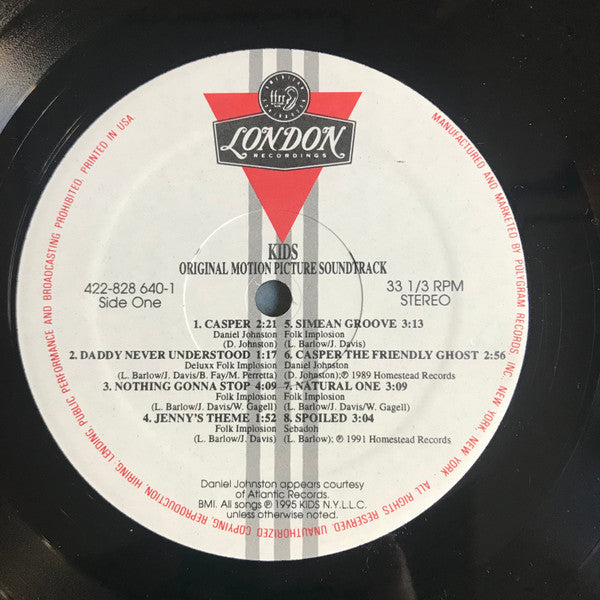 ffrr
LONDON
RECORDINGS
KIDS
ORIGINAL MOTION PICTURE SOUNDTRACK
422-828 640-1
Side One
33 1/3 RPM
STEREO
1. CASPER 2:21
Daniel Johnston
(D. Johnston)
2. DADDY NEVER UNDERSTOOD 1:17
Deluxx Folk Implosion
(L. Barlow/J. Davis/B. Fay/M. Perretta)
3. NOTHING GONNA STOP 4:09
Folk Implosion
(L. Barlow/J. Davis/W. Gagell)
4. JENNY'S THEME 1:52
Folk Implosion
(L. Barlow/J. Davis)
5. SIMEAN GROOVE 3:13
Folk Implosion
(L. Barlow/J. Davis)
6. CASPER THE FRIENDLY GHOST 2:56
Daniel Johnston
(D. Johnston);℗ 1989 Homestead Records
7. NATURAL ONE 3:09
Folk Implosion
(L. Barlow/J. Davis/W. Gagell)
8. SPOILED 3:04
Sebadoh
(L. Barlow); ℗ 1991 Homestead Records
Daniel Johnston appears courtesy
of Atlantic Records.
BMI. All songs ℗ 1995 KIDS N.Y.L.L.C.
unless otherwise noted.
MANUFACTURED AND MARKETED BY POLYGRAM RECORDS, INC. NEW YORK, NEW YORK. ALL RIGHTS RESERVED. UNAUTHORIZED COPYING, REPRODUCTION, HIRING, LENDING, PUBLIC PERFORMANCE AND BROADCASTING PROHIBITED. PRINTED IN USA